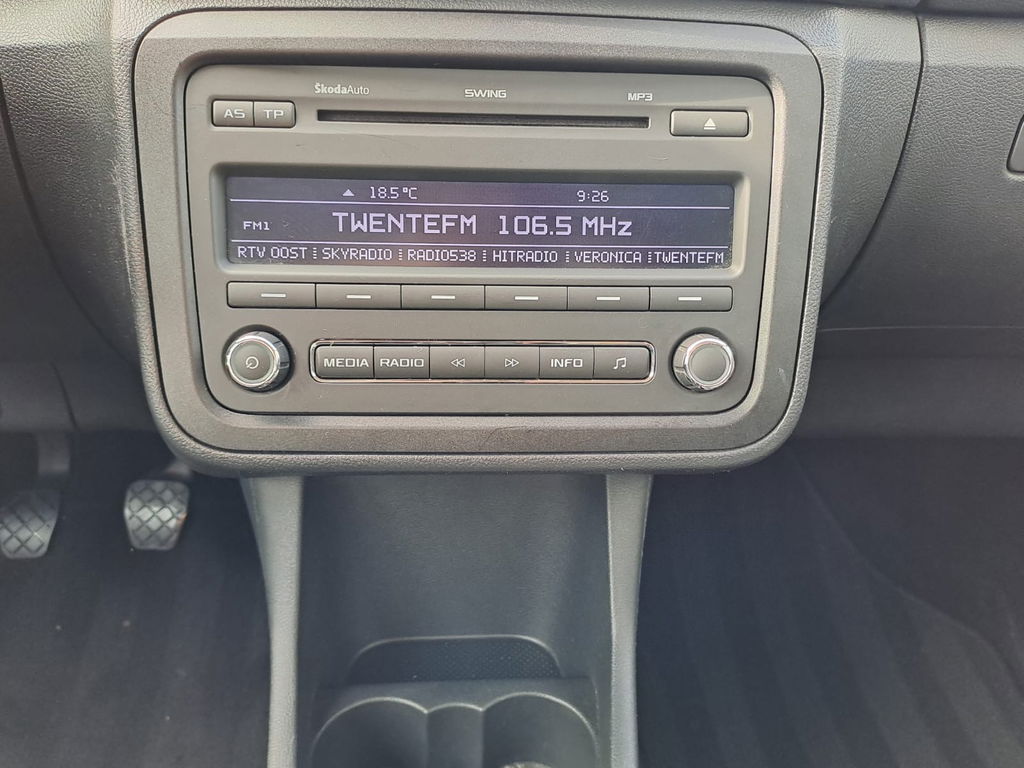 ŠkodaAuto SWING MP3
AS TP
18.5°C 9:26
FM1 TWENTEFM 106.5 MHz
RTV OOST SKYRADIO RADIO538 HITRADIO VERONICA TWENTEFM
MEDIA RADIO INFO